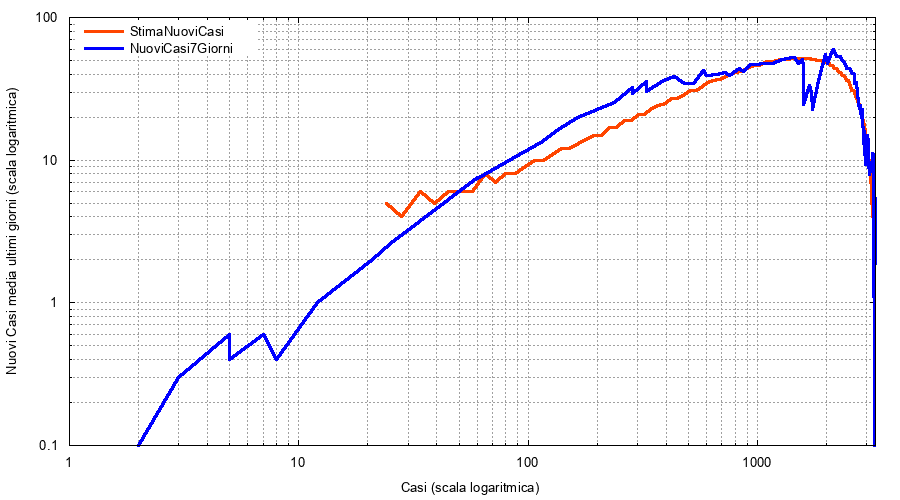 100
StimaNuoviCasi
NuoviCasi7Giorni
10
1
0.1
1
10
100
1000
Nuovi Casi media ultimi giorni (scala logaritmica)
Casi (scala logaritmica)